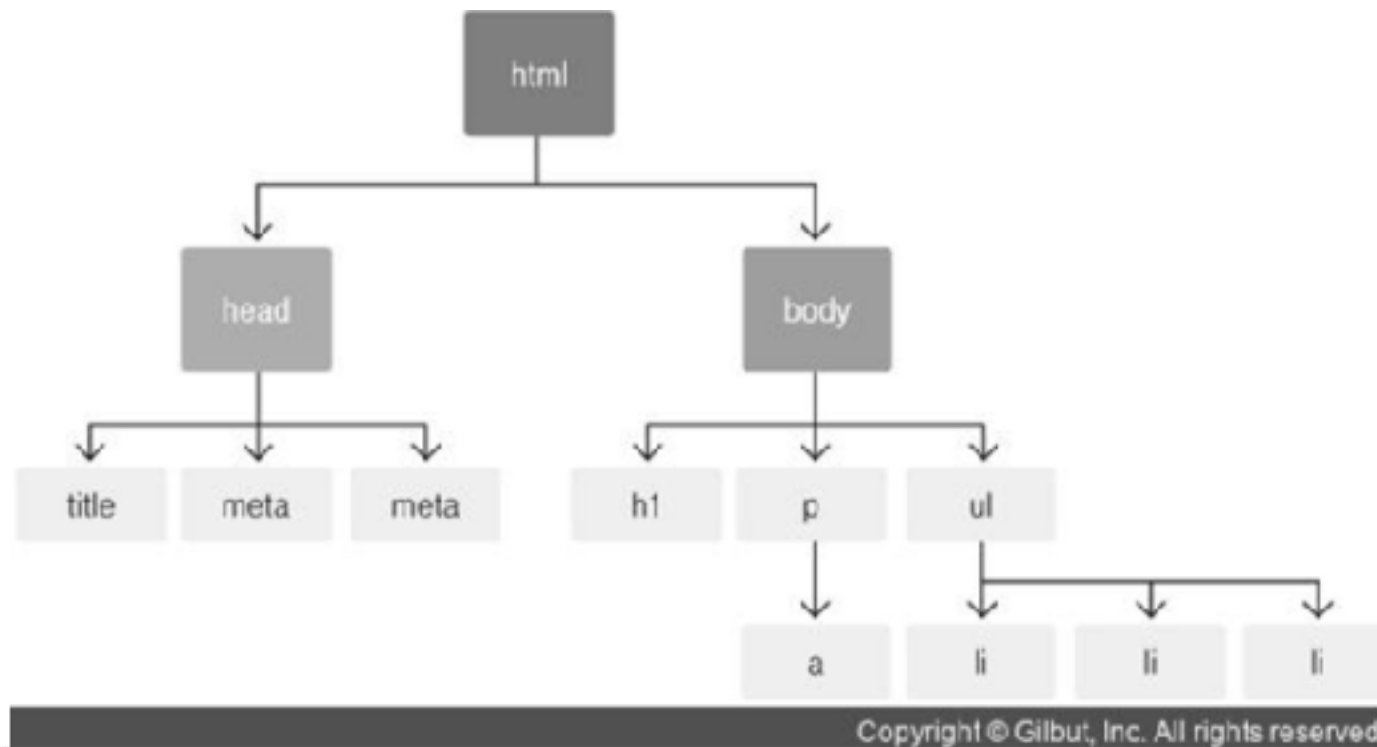 html
head body
title meta meta h1 p ul
a li li li
Copyright © Gilbut, Inc. All rights reserved